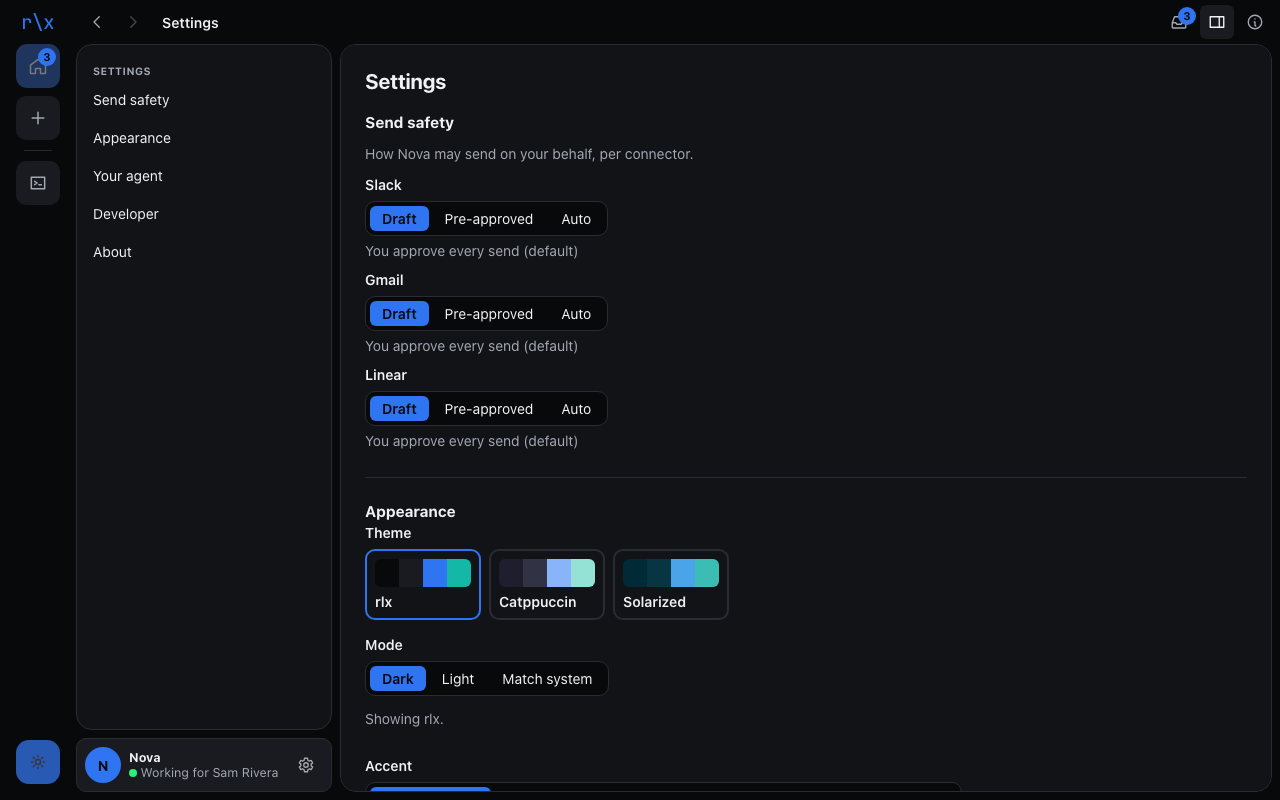 r\x
Settings
3
3
SETTINGS
Send safety
Appearance
Your agent
Developer
About
N
Nova
Working for Sam Rivera
Settings
Send safety
How Nova may send on your behalf, per connector.
Slack
Draft Pre-approved Auto
You approve every send (default)
Gmail
Draft Pre-approved Auto
You approve every send (default)
Linear
Draft Pre-approved Auto
You approve every send (default)
Appearance
Theme
rlx Catppuccin Solarized
Mode
Dark Light Match system
Showing rlx.
Accent